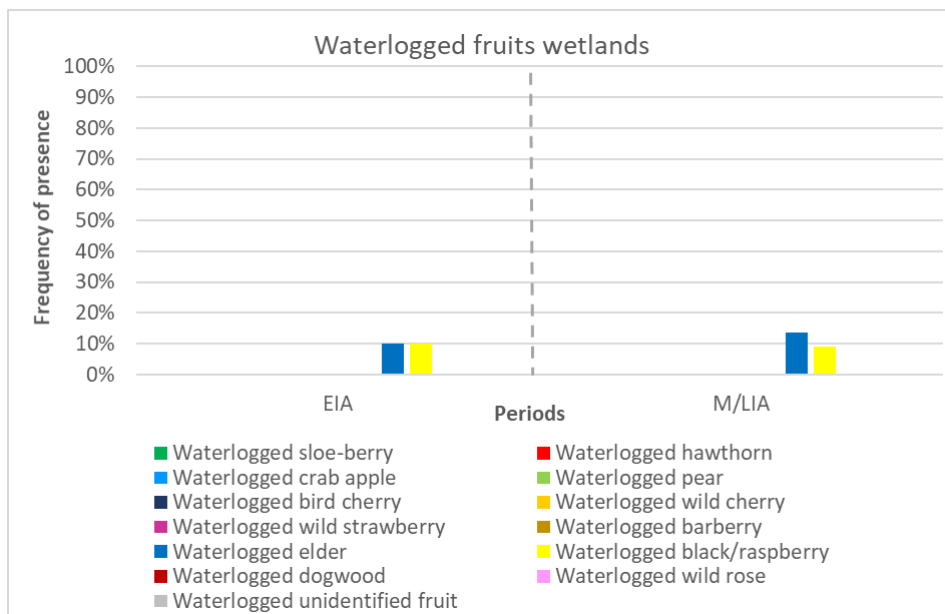 Waterlogged fruits wetlands
100%
90%
80%
70%
60%
50%
40%
30%
20%
10%
0%
Frequency of presence
EIA
M/LIA
Periods
Waterlogged sloe-berry
Waterlogged hawthorn
Waterlogged crab apple
Waterlogged pear
Waterlogged bird cherry
Waterlogged wild cherry
Waterlogged wild strawberry
Waterlogged barberry
Waterlogged elder
Waterlogged black/raspberry
Waterlogged dogwood
Waterlogged wild rose
Waterlogged unidentified fruit